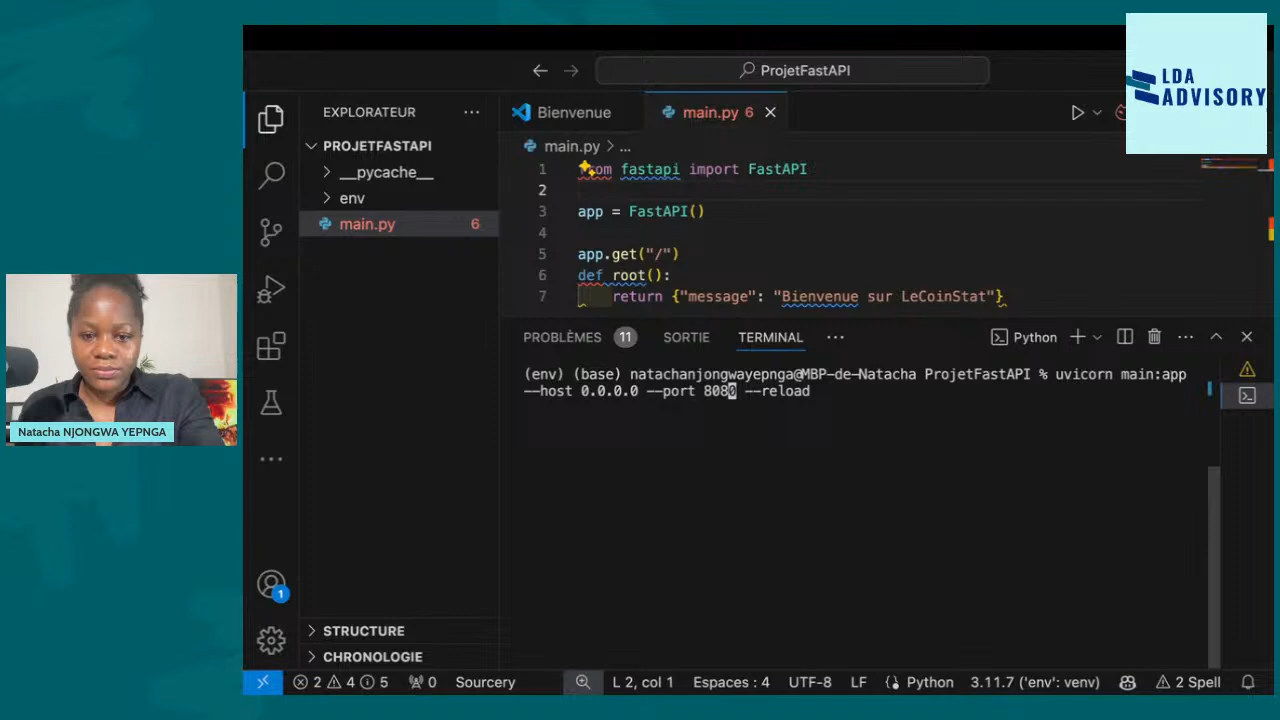 LDA
ADVISORY
ProjetFastAPI
EXPLORATEUR
Bienvenue
main.py 6
PROJETFASTAPI
main.py > ...
__pycache__
env
main.py 6
1 from fastapi import FastAPI
2
3 app = FastAPI()
4
5 app.get("/")
6 def root():
7 return {"message": "Bienvenue sur LeCoinStat"}
PROBLÈMES 11 SORTIE TERMINAL ... Python
(env) (base) natachanjongwayepnga@MBP-de-Natacha ProjetFastAPI % uvicorn main:app
--host 0.0.0.0 --port 8080 --reload
Natacha NJONGWA YEPNGA
1
STRUCTURE
CHRONOLOGIE
2 4 5 0 Sourcery L 2, col 1 Espaces : 4 UTF-8 LF Python 3.11.7 ('env': venv) 2 Spell